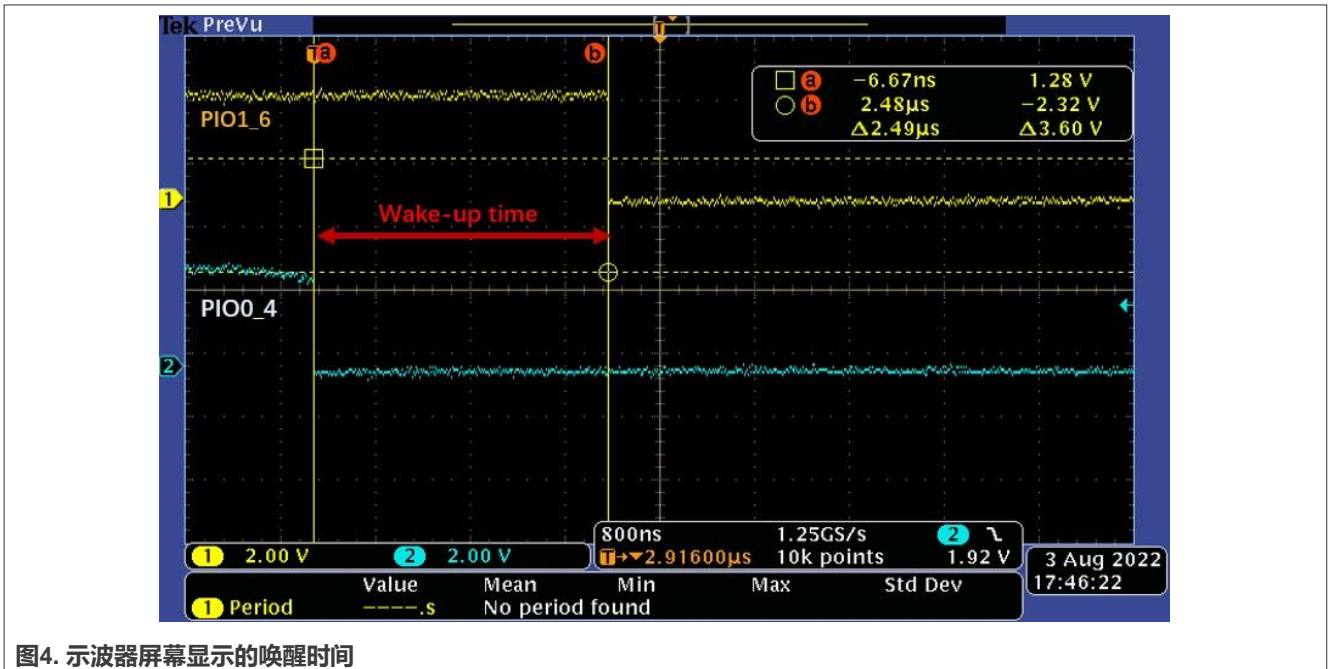 Tek PreVu
T
a
b
a −6.67ns 1.28 V
b 2.48µs −2.32 V
Δ2.49µs Δ3.60 V
PIO1_6
1
Wake-up time
PIO0_4
2
1 2.00 V 2 2.00 V
800ns 1.25GS/s 2
T→▼2.91600µs 10k points 1.92 V
3 Aug 2022
17:46:22
Value Mean Min Max Std Dev
1 Period ----.s No period found
图4. 示波器屏幕显示的唤醒时间